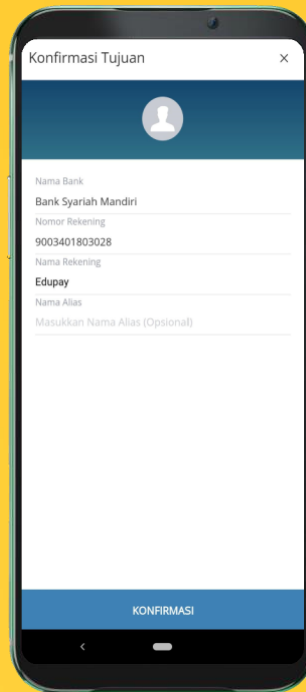 Konfirmasi Tujuan ×
Nama Bank
Bank Syariah Mandiri
Nomor Rekening
9003401803028
Nama Rekening
Edupay
Nama Alias
Masukkan Nama Alias (Opsional)
KONFIRMASI